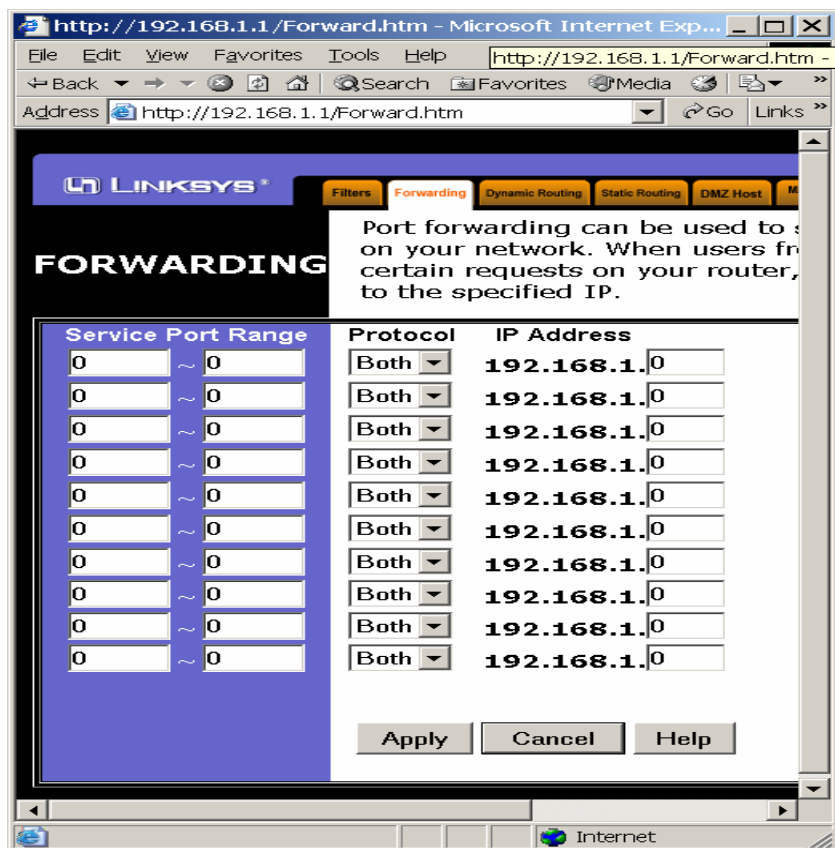 http://192.168.1.1/Forward.htm - Microsoft Internet Exp...
File Edit View Favorites Tools Help
http://192.168.1.1/Forward.htm -
Back Search Favorites Media »
Address http://192.168.1.1/Forward.htm Go Links »
LINKSYS® Filters Forwarding Dynamic Routing Static Routing DMZ Host M
FORWARDING
Port forwarding can be used to s
on your network. When users fr
certain requests on your router,
to the specified IP.
Service Port Range Protocol IP Address
0 ~ 0 Both 192.168.1.0
0 ~ 0 Both 192.168.1.0
0 ~ 0 Both 192.168.1.0
0 ~ 0 Both 192.168.1.0
0 ~ 0 Both 192.168.1.0
0 ~ 0 Both 192.168.1.0
0 ~ 0 Both 192.168.1.0
0 ~ 0 Both 192.168.1.0
0 ~ 0 Both 192.168.1.0
0 ~ 0 Both 192.168.1.0
Apply Cancel Help
Internet